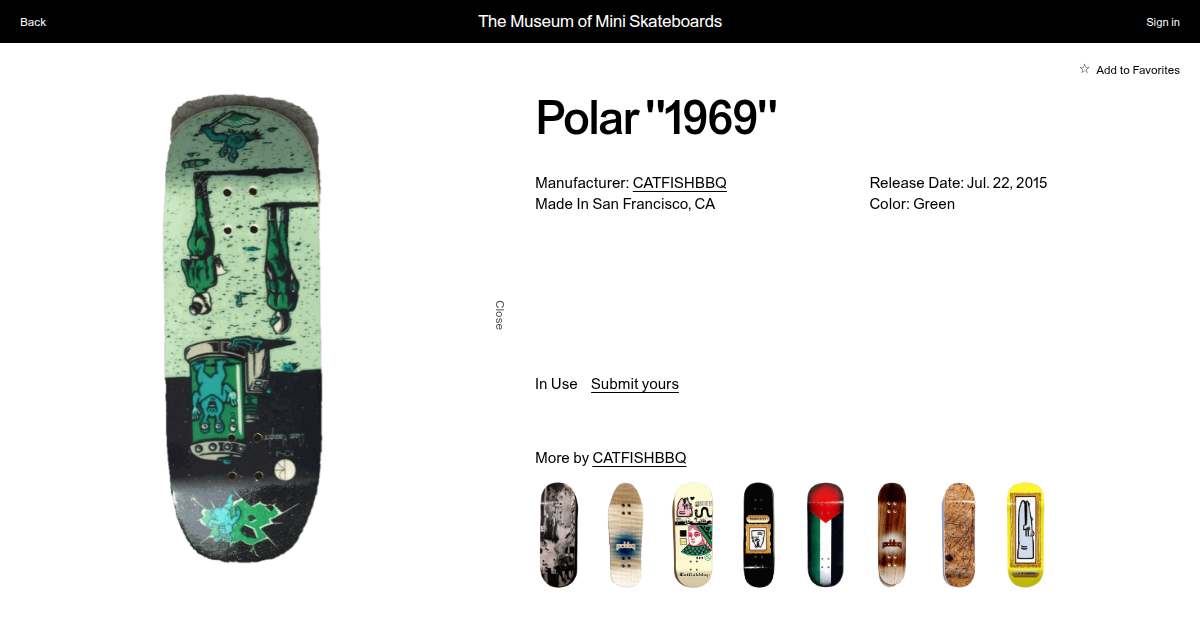 Back
The Museum of Mini Skateboards
Sign in
☆ Add to Favorites
Polar "1969"
Manufacturer: CATFISHBBQ
Made In San Francisco, CA
Release Date: Jul. 22, 2015
Color: Green
Close
In Use Submit yours
More by CATFISHBBQ